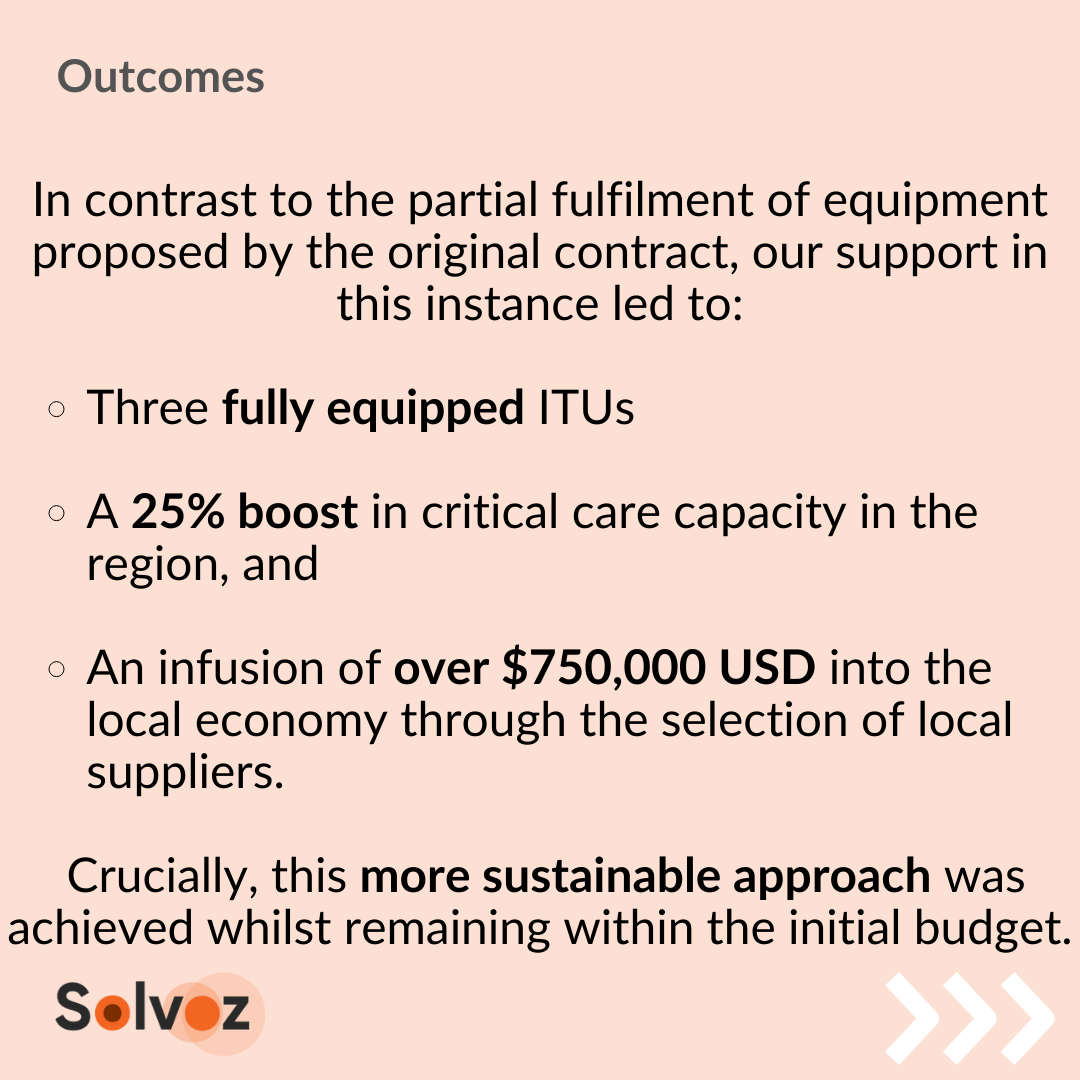 Outcomes
In contrast to the partial fulfilment of equipment
proposed by the original contract, our support in
this instance led to:
Three fully equipped ITUs
A 25% boost in critical care capacity in the
region, and
An infusion of over $750,000 USD into the
local economy through the selection of local
suppliers.
Crucially, this more sustainable approach was
achieved whilst remaining within the initial budget.
Solvoz